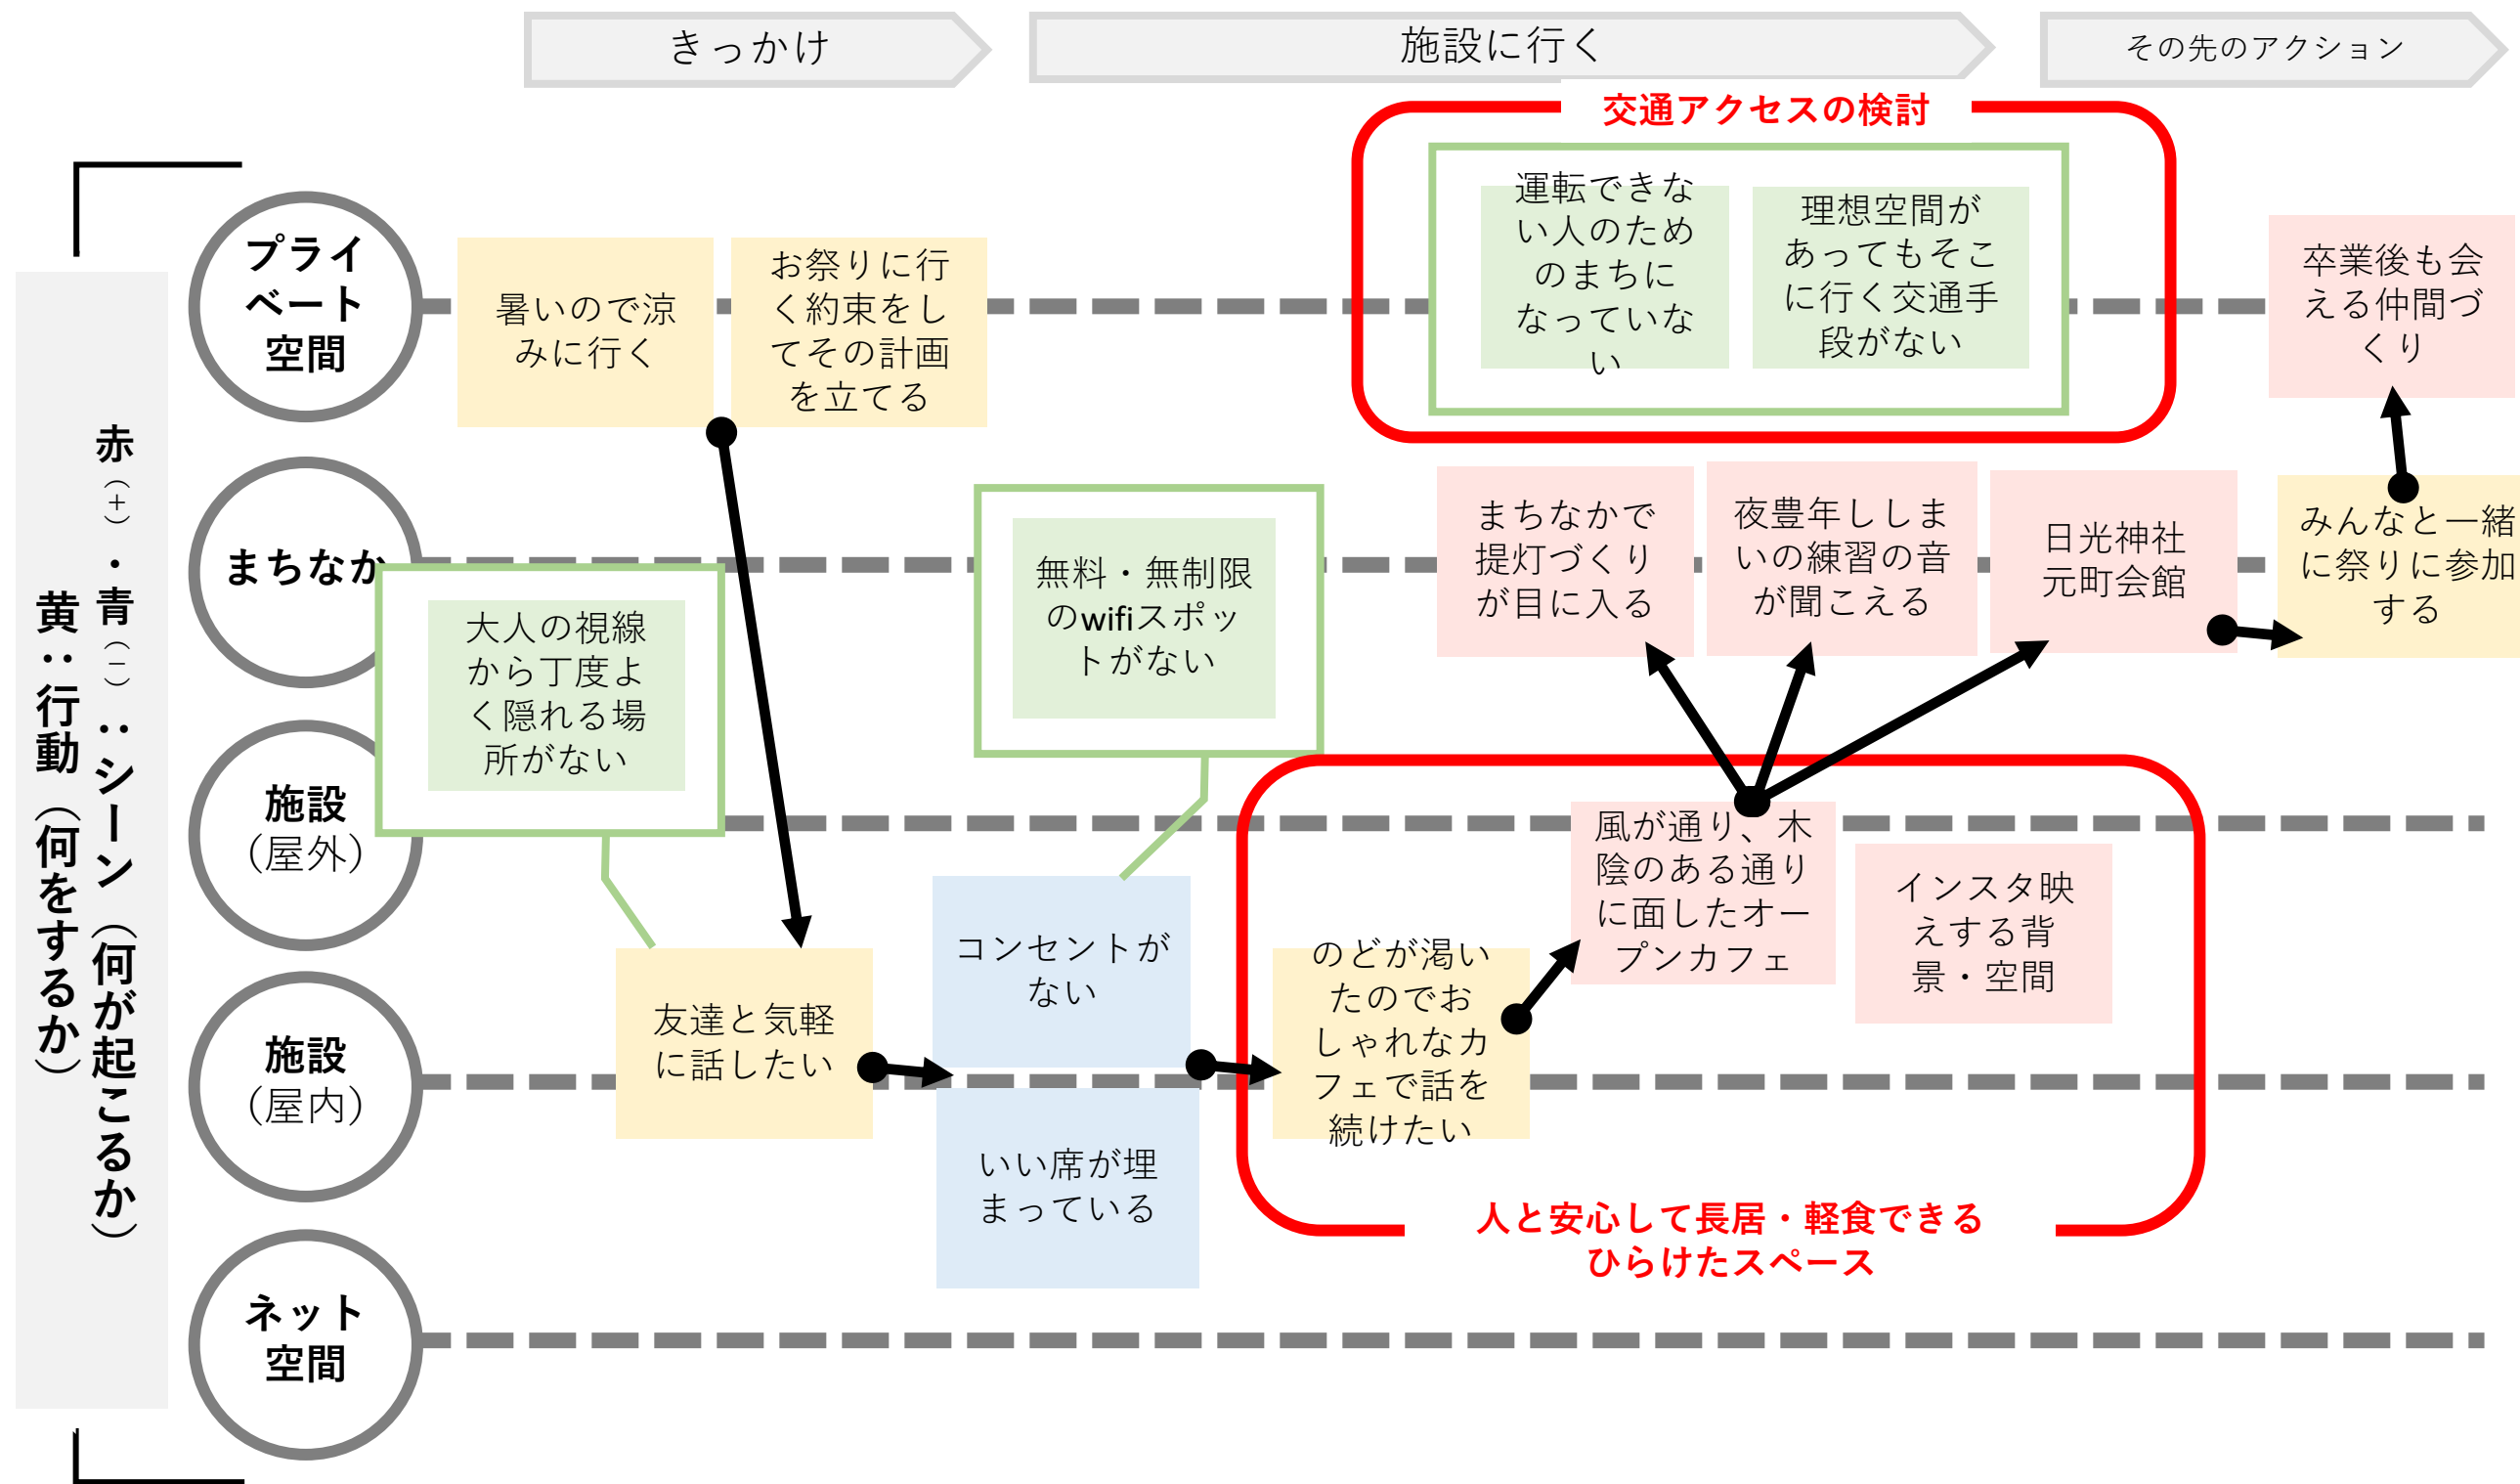 きっかけ
施設に行く
その先のアクション
交通アクセスの検討
赤（＋）・青（－）：シーン（何が起こるか）
黄：行動（何をするか）
プライ
ベート
空間
暑いので涼
みに行く
お祭りに行
く約束をし
てその計画
を立てる
運転できな
い人のため
のまちに
なっていな
い
理想空間が
あってもそこ
に行く交通手
段がない
卒業後も会
える仲間づ
くり
まちなか
大人の視線
から丁度よ
く隠れる場
所がない
無料・無制限
のwifiスポッ
トがない
まちなかで
提灯づくり
が目に入る
夜豊年ししま
いの練習の音
が聞こえる
日光神社
元町会館
みんなと一緒
に祭りに参加
する
施設
（屋外）
風が通り、木
陰のある通り
に面したオー
プンカフェ
インスタ映
えする背
景・空間
施設
（屋内）
友達と気軽
に話したい
コンセントが
ない
いい席が埋
まっている
のどが渇い
たのでお
しゃれなカ
フェで話を
続けたい
人と安心して長居・軽食できる
ひらけたスペース
ネット
空間